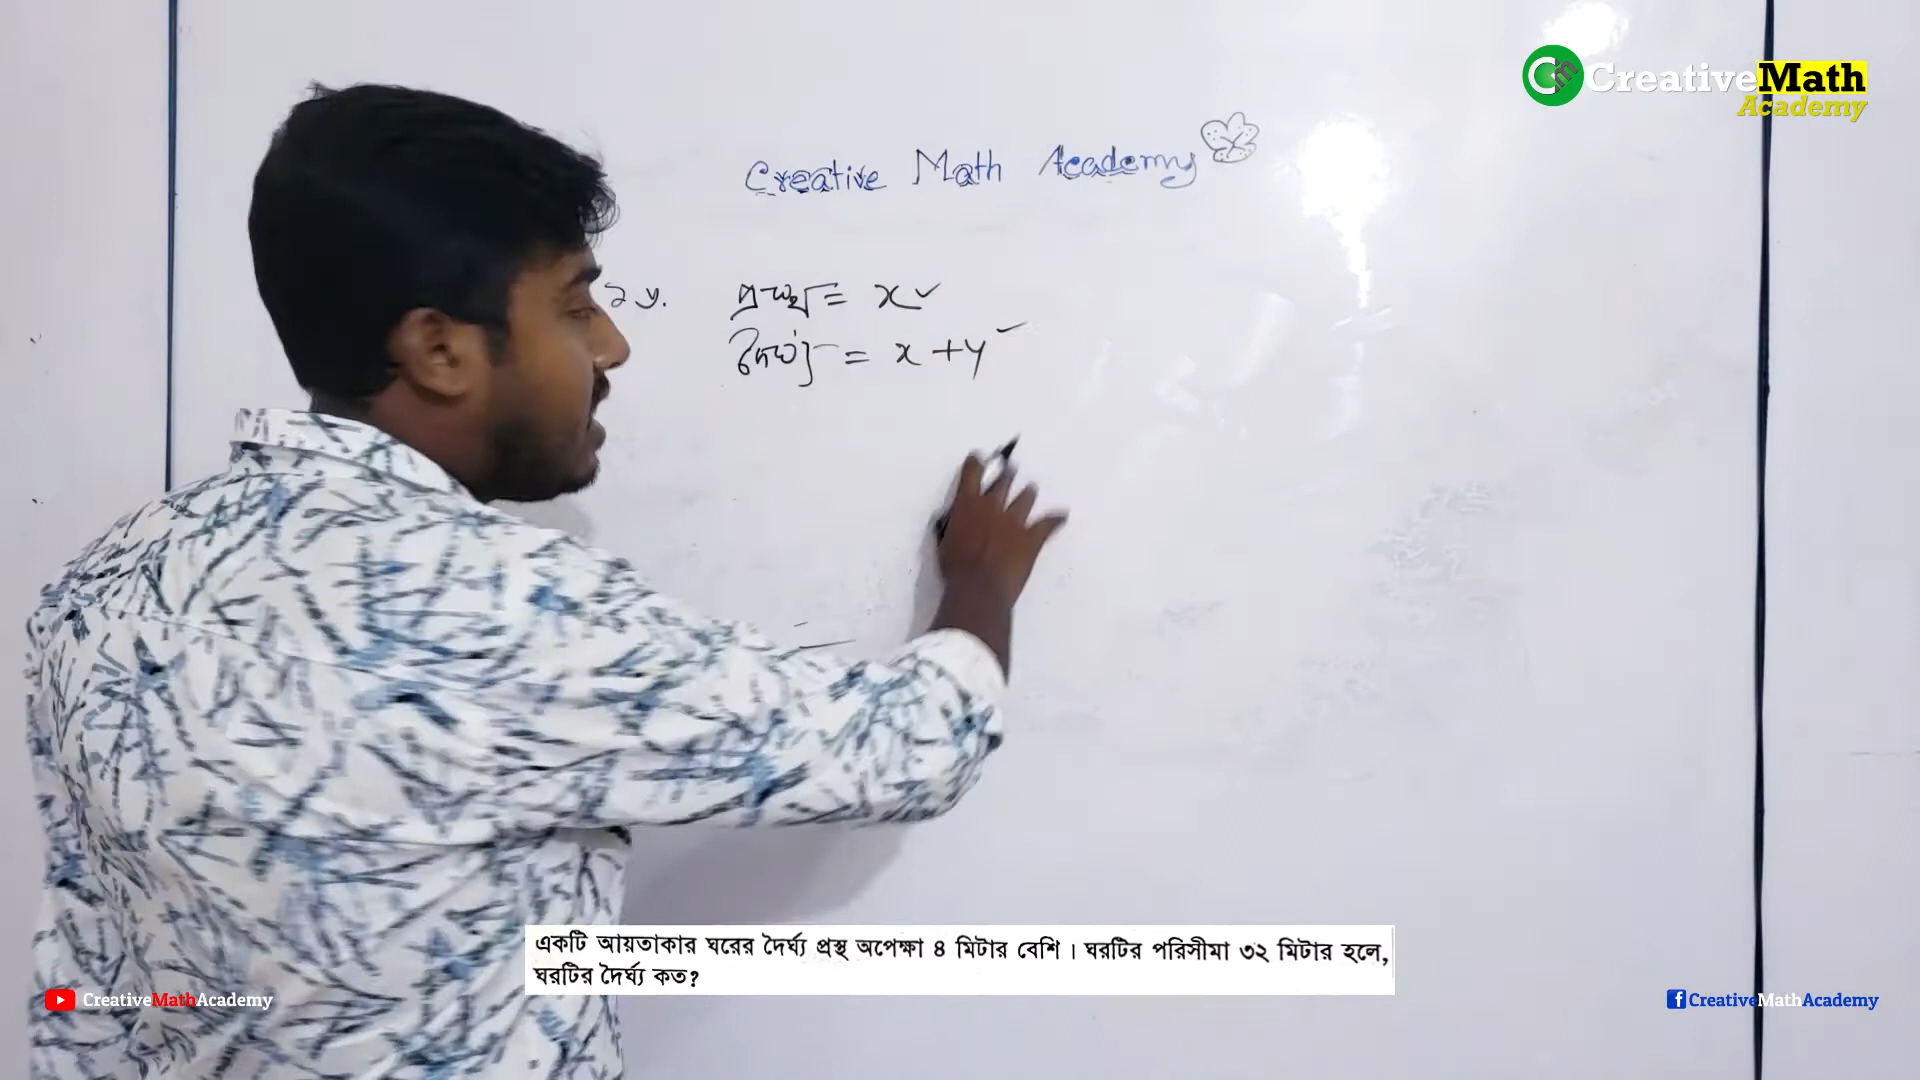 CreativeMath
Academy
Creative Math Academy
১৮.
প্রস্থ = x ✓
দৈর্ঘ্য = x + 4 ✓
একটি আয়তাকার ঘরের দৈর্ঘ্য প্রস্থ অপেক্ষা ৪ মিটার বেশি। ঘরটির পরিসীমা ৩২ মিটার হলে,
ঘরটির দৈর্ঘ্য কত?
CreativeMathAcademy
CreativeMathAcademy